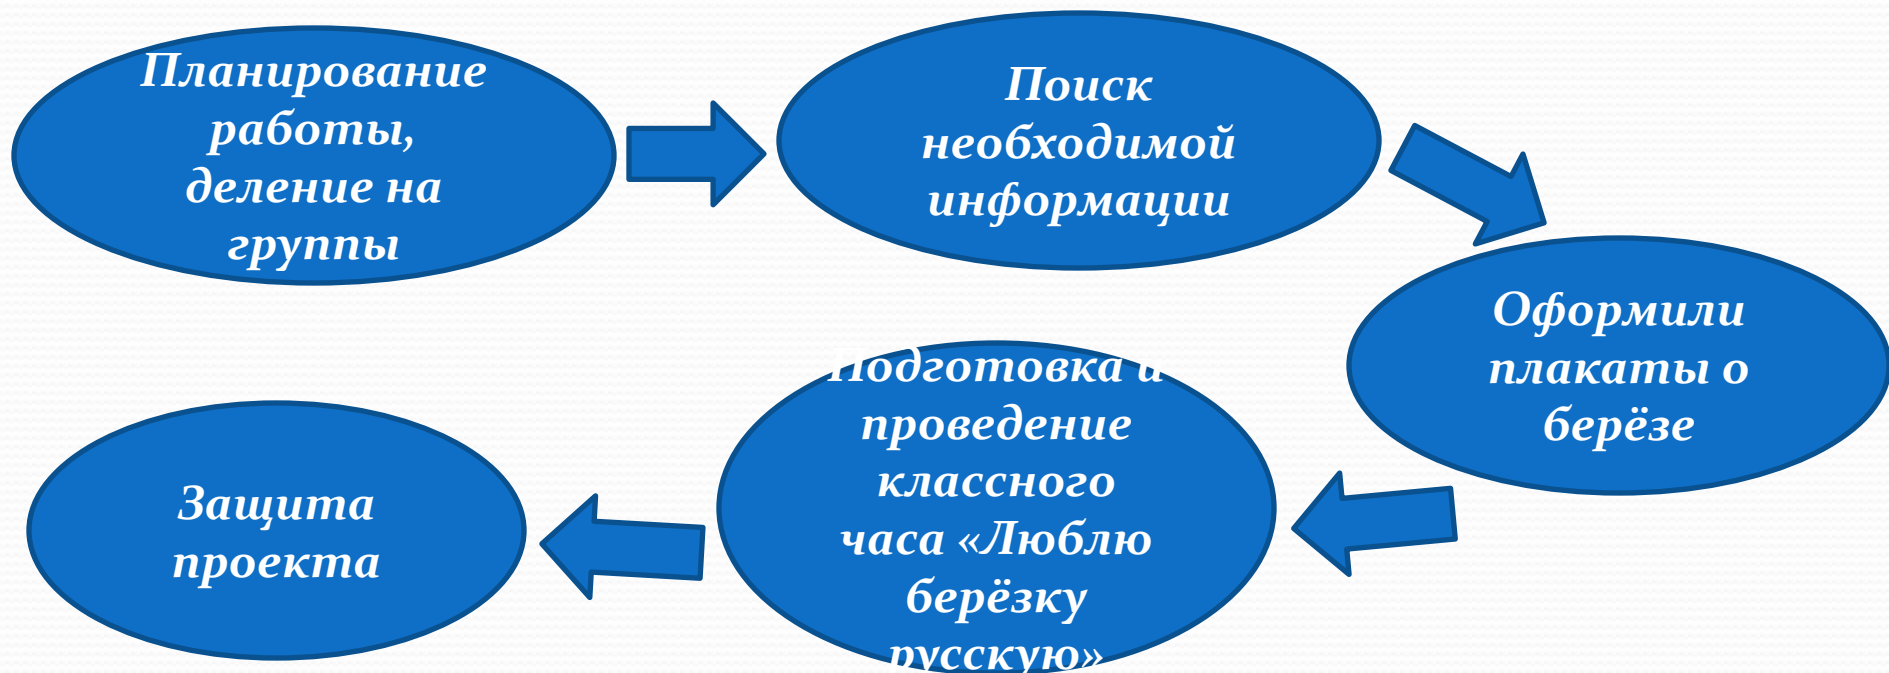 Планирование
работы,
деление на
группы
Поиск
необходимой
информации
Оформили
плакаты о
берёзе
Подготовка и
проведение
классного
часа «Люблю
берёзку
русскую»
Защита
проекта